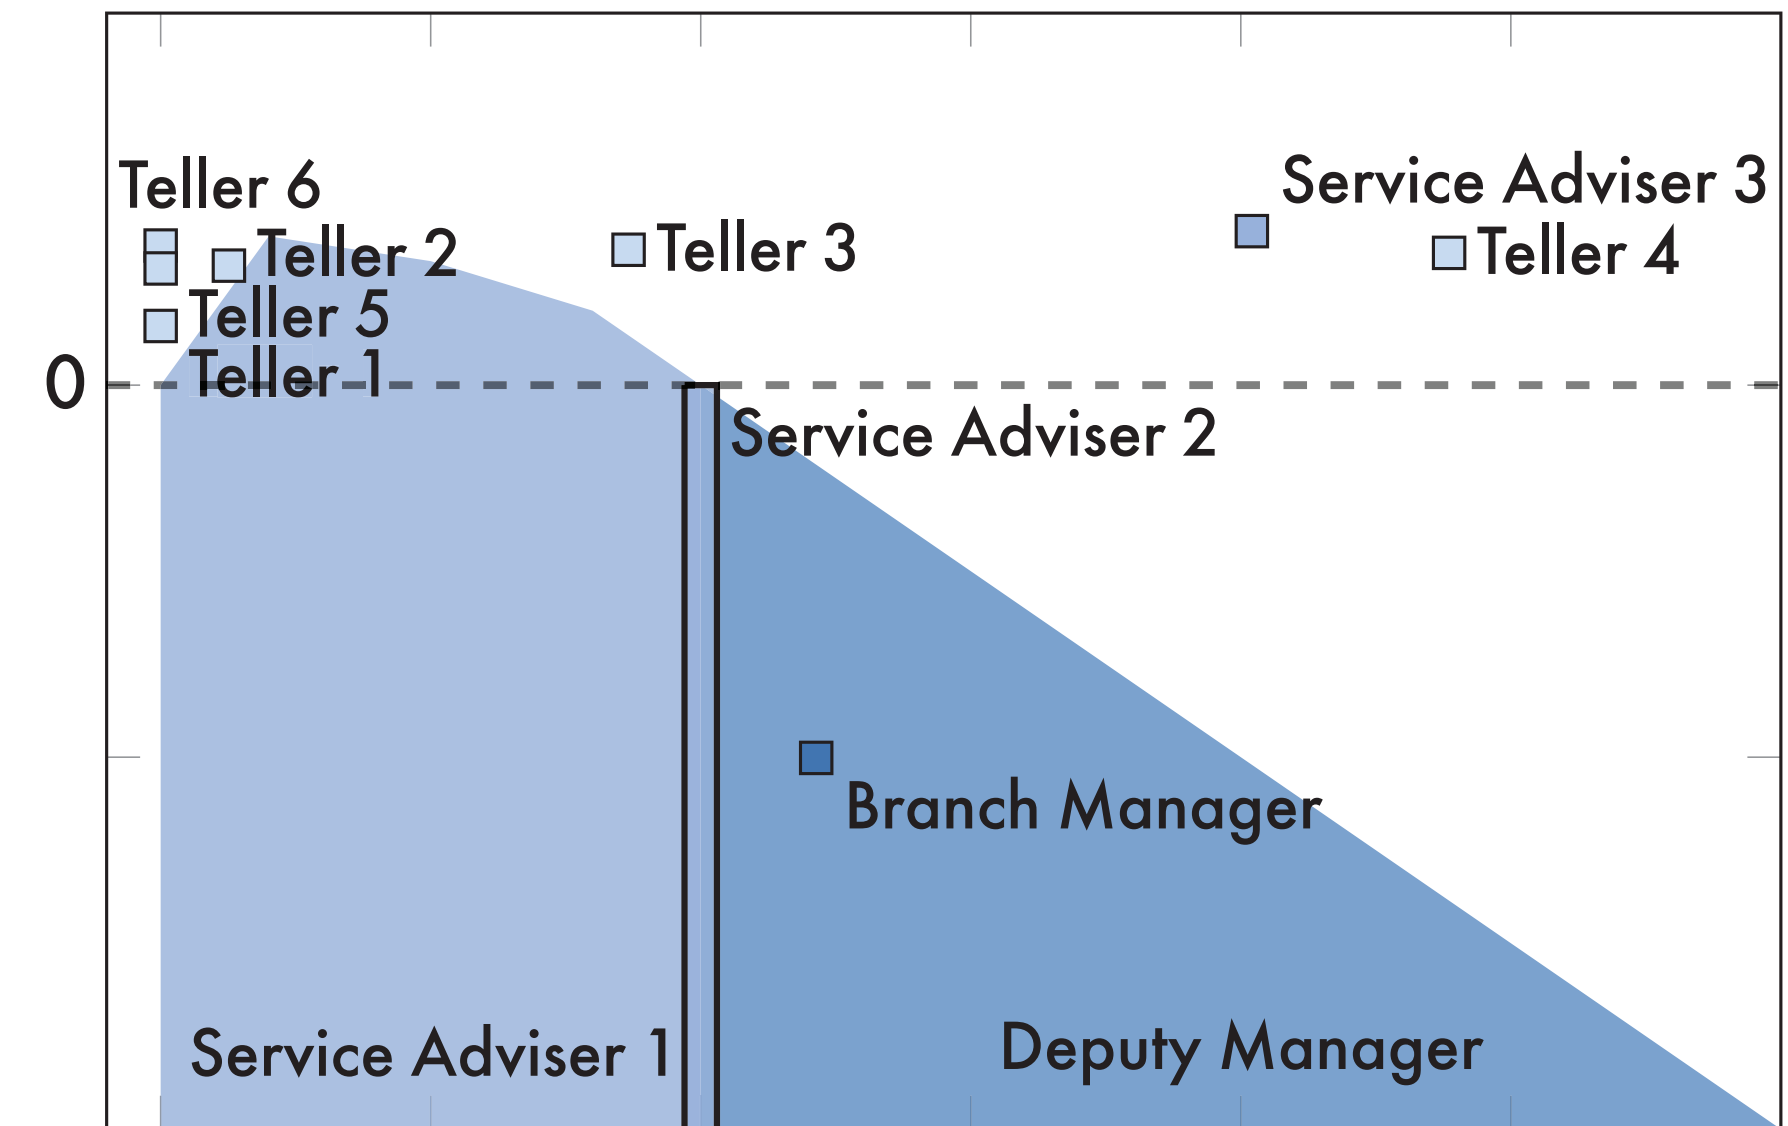 Service Adviser 3
Teller 6
Teller 2
Teller 3
Teller 4
Teller 5
0
Teller 1
Service Adviser 2
Branch Manager
Service Adviser 1
Deputy Manager